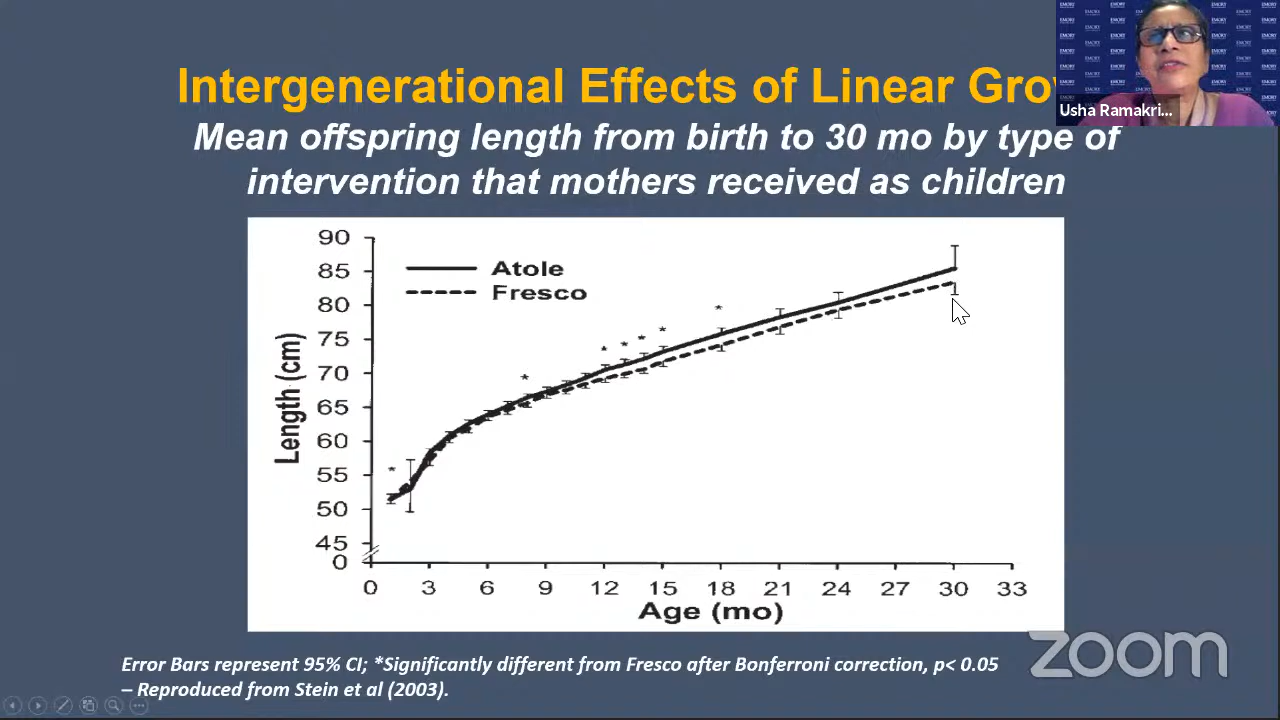 Intergenerational Effects of Linear Gro
Usha Ramakri...
Mean offspring length from birth to 30 mo by type of
intervention that mothers received as children
90
85
80
75
70
65
60
55
50
45
0
Length (cm)
Atole
Fresco
*
*
*
*
*
*
*
0 3 6 9 12 15 18 21 24 27 30 33
Age (mo)
Error Bars represent 95% CI; *Significantly different from Fresco after Bonferroni correction, p< 0.05
– Reproduced from Stein et al (2003).
zoom